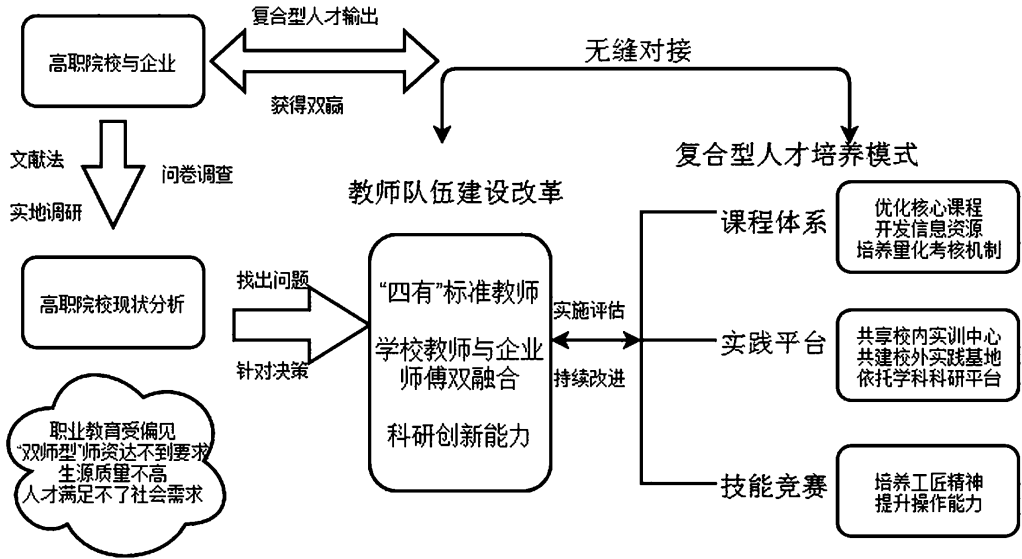 复合型人才输出
高职院校与企业
获得双赢
无缝对接
文献法
问卷调查
实地调研
复合型人才培养模式
教师队伍建设改革
高职院校现状分析
找出问题
针对决策
“四有”标准教师
学校教师与企业
师傅双融合
科研创新能力
实施评估
持续改进
课程体系
优化核心课程
开发信息资源
培养量化考核机制
实践平台
共享校内实训中心
共建校外实践基地
依托学科科研平台
技能竞赛
培养工匠精神
提升操作能力
职业教育受偏见
“双师型”师资达不到要求
生源质量不高
人才满足不了社会需求